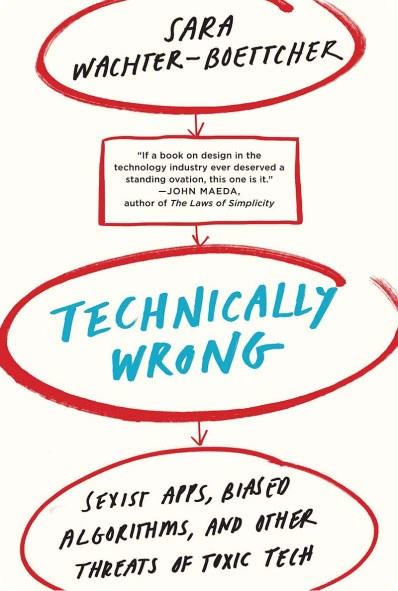 SARA
WACHTER-BOETTCHER
“If a book on design in the
technology industry ever deserved a
standing ovation, this one is it.”
—JOHN MAEDA,
author of The Laws of Simplicity
TECHNICALLY
WRONG
SEXIST APPS, BIASED
ALGORITHMS, AND OTHER
THREATS OF TOXIC TECH